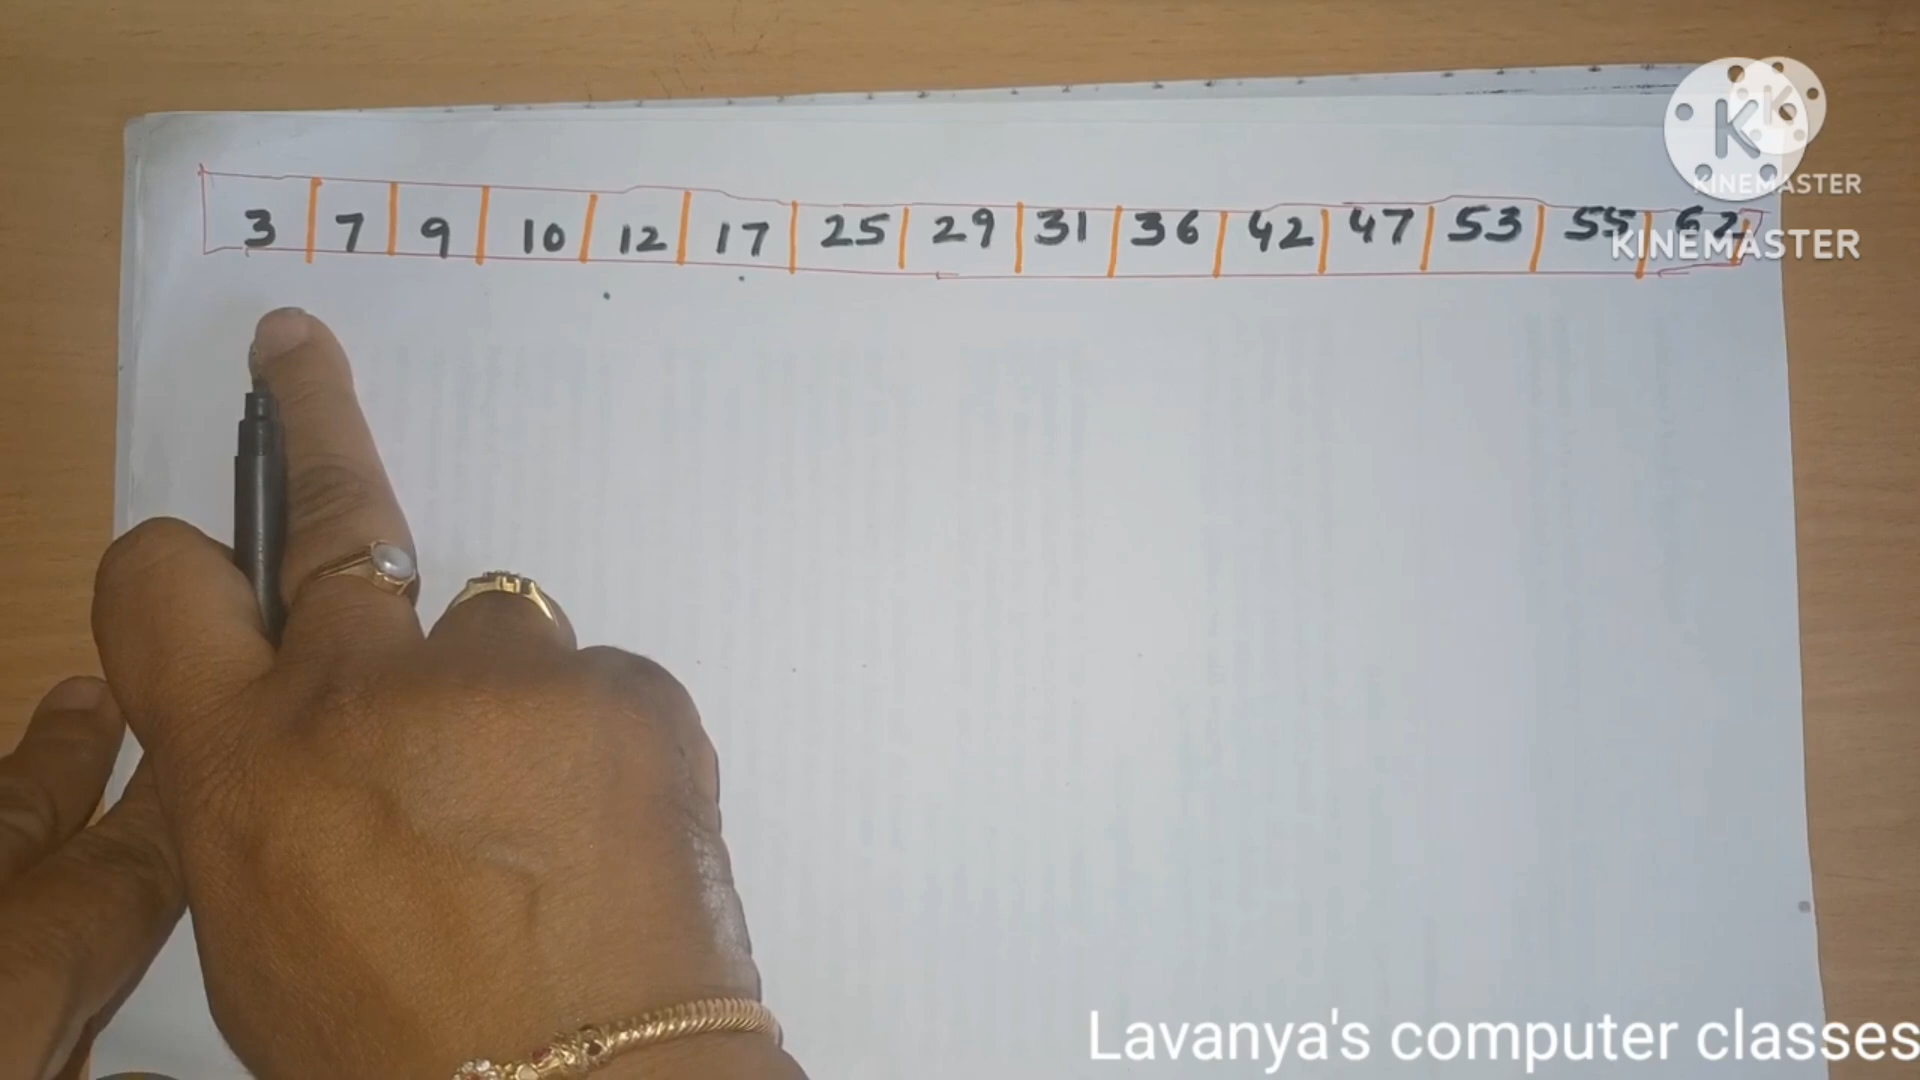 K K
KINEMASTER
3 7 9 10 12 17 25 29 31 36 42 47 53 55 62
KINEMASTER
Lavanya's computer classes